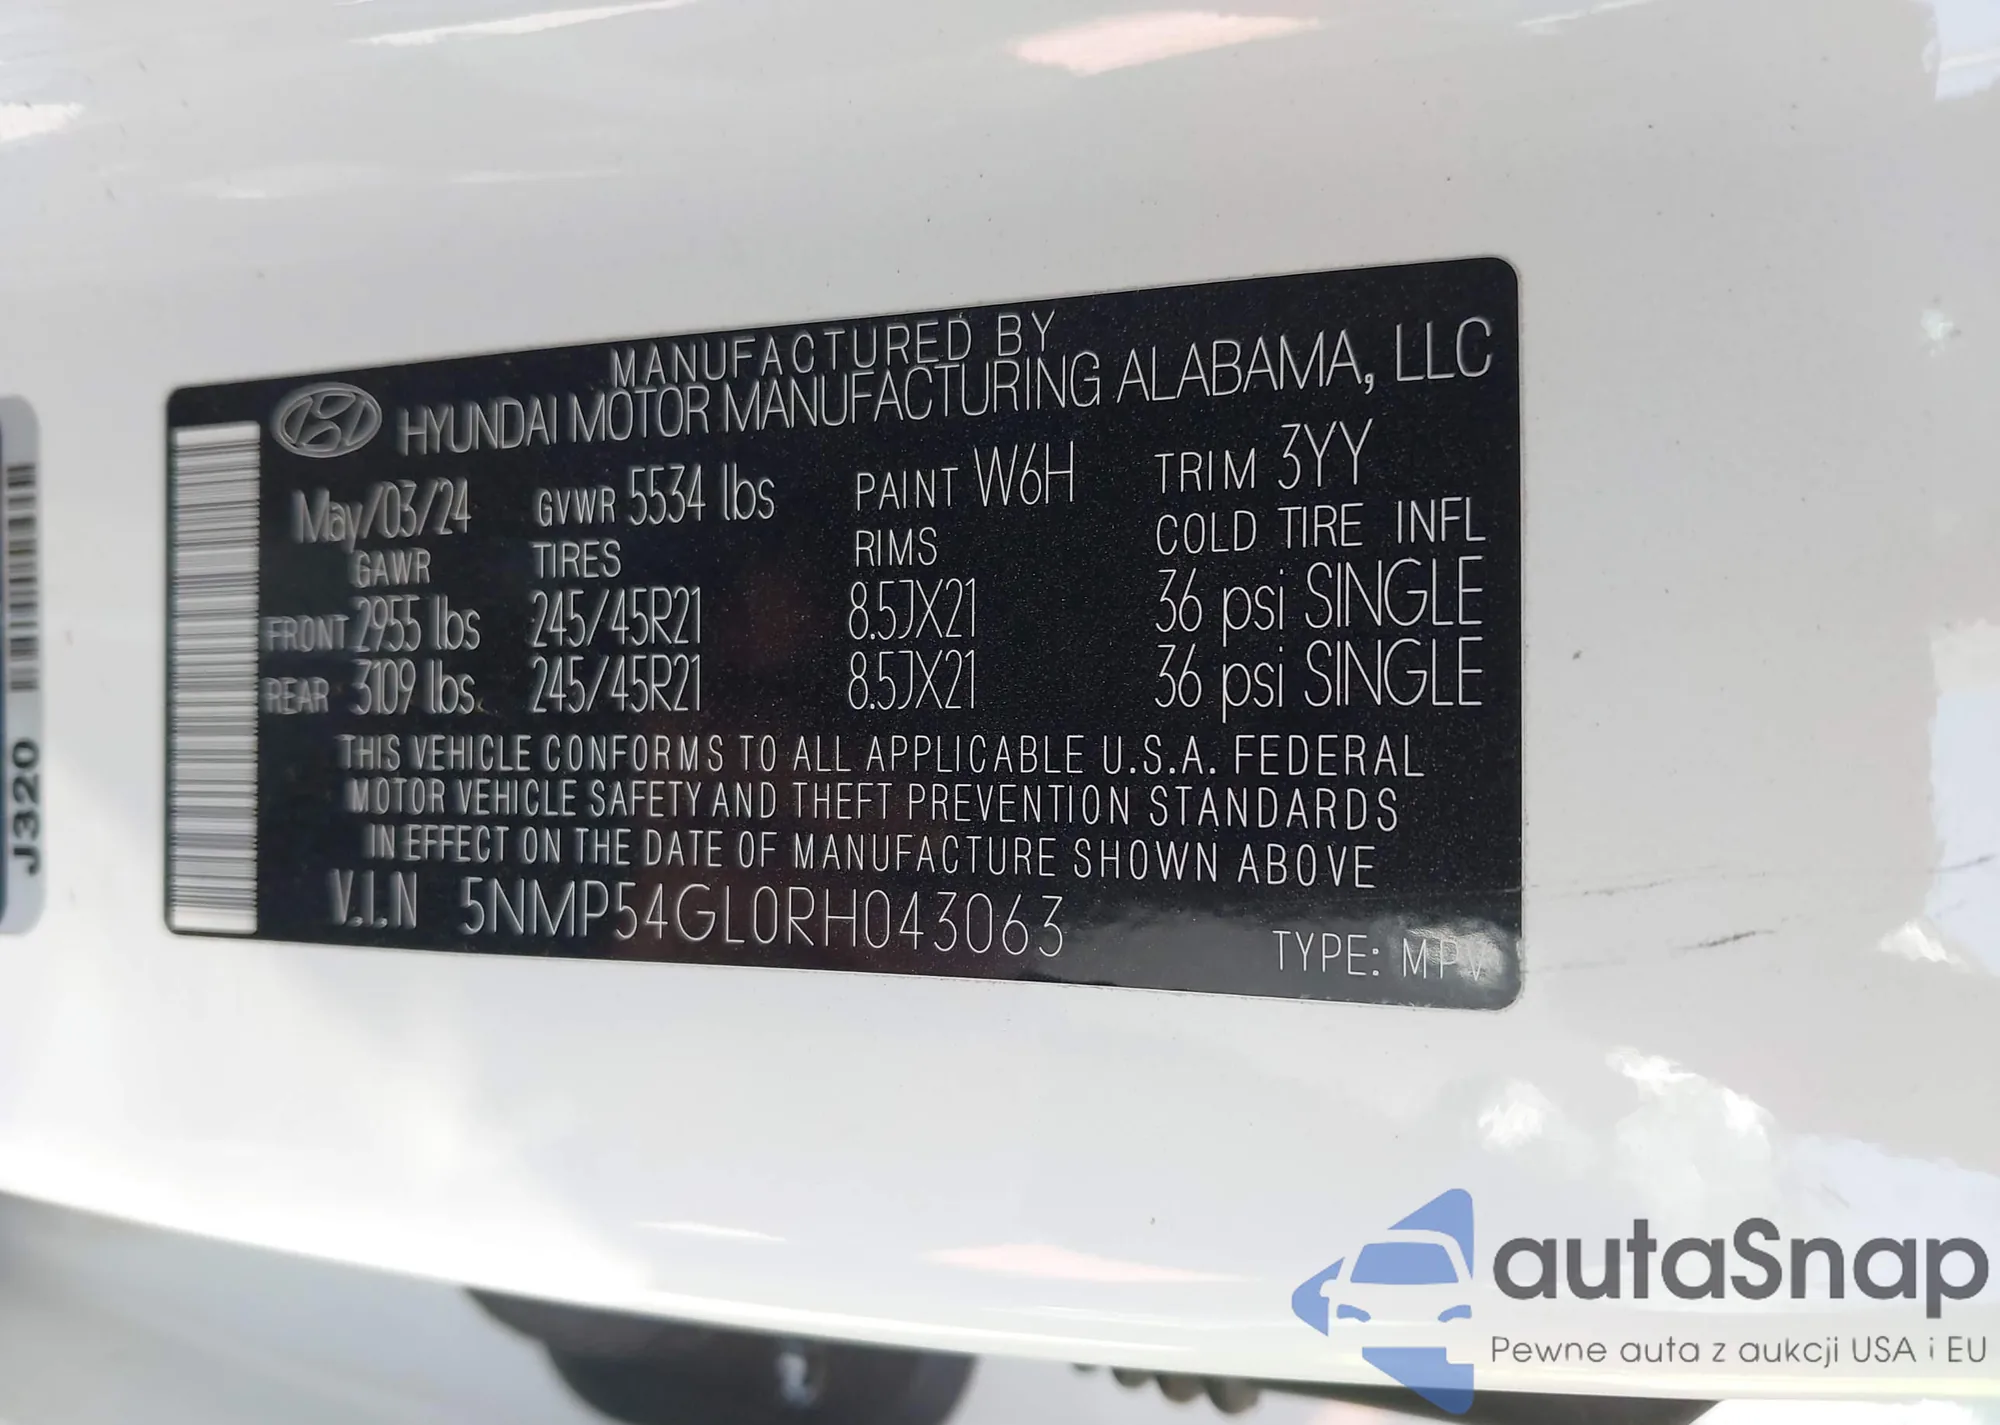 MANUFACTURED BY
HYUNDAI MOTOR MANUFACTURING ALABAMA, LLC
May/03/24 GVWR 5534 lbs PAINT W6H TRIM 3YY
GAWR TIRES RIMS COLD TIRE INFL
FRONT 2955 lbs 245/45R21 8.5JX21 36 psi SINGLE
REAR 3109 lbs 245/45R21 8.5JX21 36 psi SINGLE
THIS VEHICLE CONFORMS TO ALL APPLICABLE U.S.A. FEDERAL
MOTOR VEHICLE SAFETY AND THEFT PREVENTION STANDARDS
IN EFFECT ON THE DATE OF MANUFACTURE SHOWN ABOVE
V.I.N 5NMP54GL0RH043063 TYPE: MPV
J320
autaSnap
Pewne auta z aukcji USA i EU